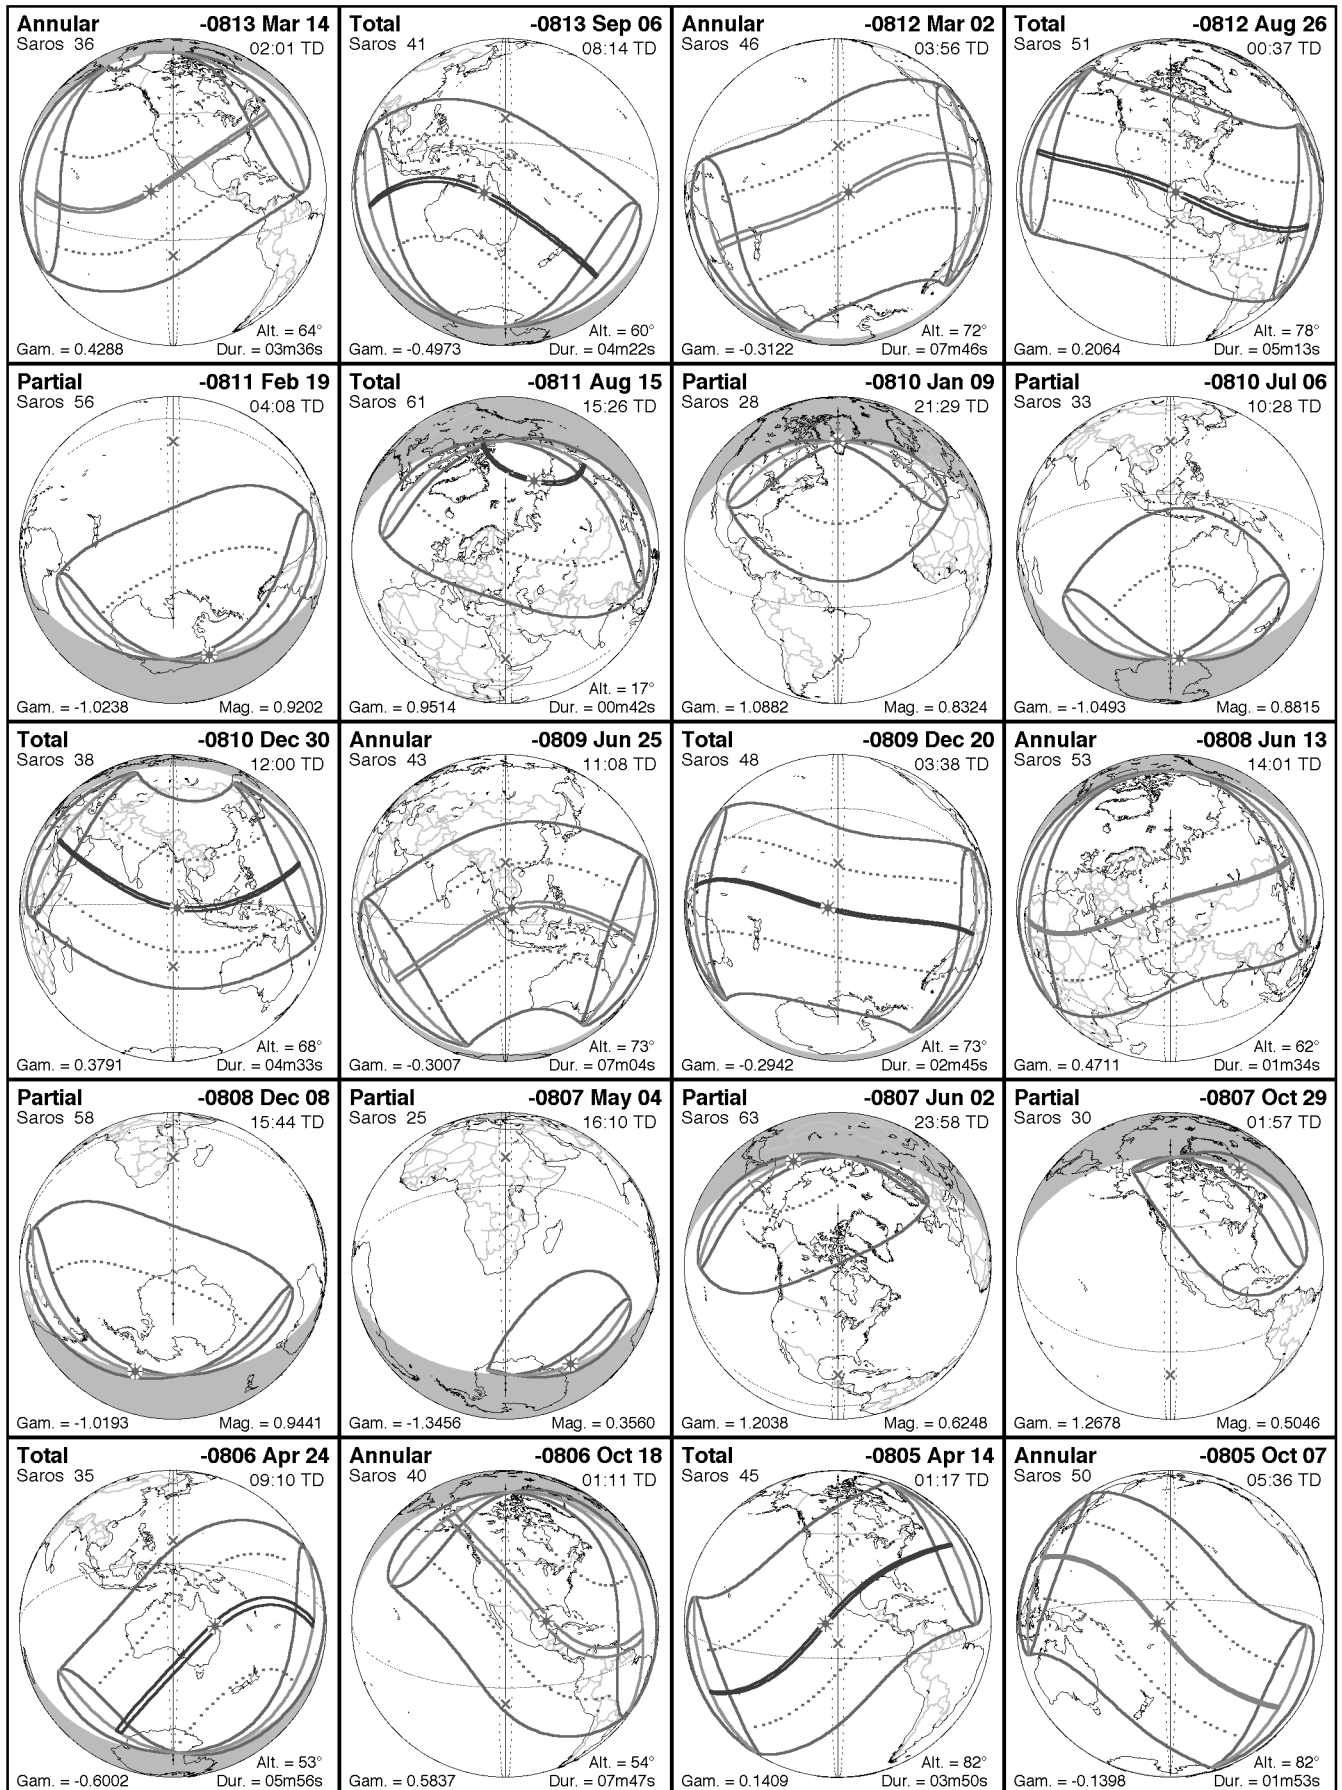 Annular -0813 Mar 14
Saros 36 02:01 TD
Alt. = 64°
Gam. = 0.4288 Dur. = 03m36s
Total -0813 Sep 06
Saros 41 08:14 TD
Alt. = 60°
Gam. = -0.4973 Dur. = 04m22s
Annular -0812 Mar 02
Saros 46 03:56 TD
Alt. = 72°
Gam. = -0.3122 Dur. = 07m46s
Total -0812 Aug 26
Saros 51 00:37 TD
Alt. = 78°
Gam. = 0.2064 Dur. = 05m13s
Partial -0811 Feb 19
Saros 56 04:08 TD
Gam. = -1.0238 Mag. = 0.9202
Total -0811 Aug 15
Saros 61 15:26 TD
Alt. = 17°
Gam. = 0.9514 Dur. = 00m42s
Partial -0810 Jan 09
Saros 28 21:29 TD
Gam. = 1.0882 Mag. = 0.8324
Partial -0810 Jul 06
Saros 33 10:28 TD
Gam. = -1.0493 Mag. = 0.8815
Total -0810 Dec 30
Saros 38 12:00 TD
Alt. = 68°
Gam. = 0.3791 Dur. = 04m33s
Annular -0809 Jun 25
Saros 43 11:08 TD
Alt. = 73°
Gam. = -0.3007 Dur. = 07m04s
Total -0809 Dec 20
Saros 48 03:38 TD
Alt. = 73°
Gam. = -0.2942 Dur. = 02m45s
Annular -0808 Jun 13
Saros 53 14:01 TD
Alt. = 62°
Gam. = 0.4711 Dur. = 01m34s
Partial -0808 Dec 08
Saros 58 15:44 TD
Gam. = -1.0193 Mag. = 0.9441
Partial -0807 May 04
Saros 25 16:10 TD
Gam. = -1.3456 Mag. = 0.3560
Partial -0807 Jun 02
Saros 63 23:58 TD
Gam. = 1.2038 Mag. = 0.6248
Partial -0807 Oct 29
Saros 30 01:57 TD
Gam. = 1.2678 Mag. = 0.5046
Total -0806 Apr 24
Saros 35 09:10 TD
Alt. = 53°
Gam. = -0.6002 Dur. = 05m56s
Annular -0806 Oct 18
Saros 40 01:11 TD
Alt. = 54°
Gam. = 0.5837 Dur. = 07m47s
Total -0805 Apr 14
Saros 45 01:17 TD
Alt. = 82°
Gam. = 0.1409 Dur. = 03m50s
Annular -0805 Oct 07
Saros 50 05:36 TD
Alt. = 82°
Gam. = -0.1398 Dur. = 01m53s